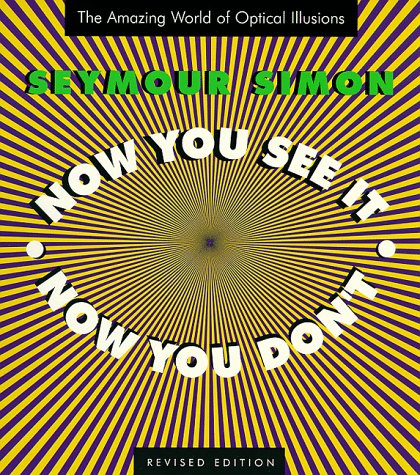 The Amazing World of Optical Illusions
SEYMOUR SIMON
NOW YOU SEE IT
• NOW YOU DON'T •
REVISED EDITION